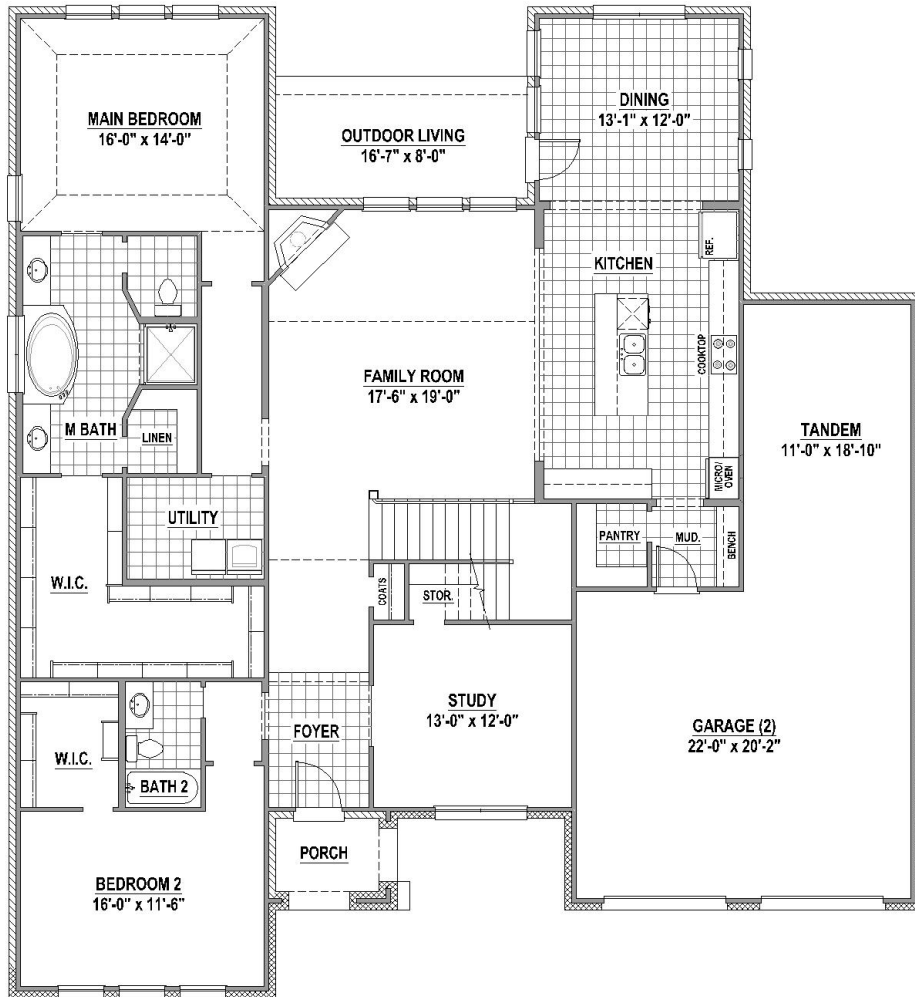 MAIN BEDROOM
16'-0" x 14'-0"
OUTDOOR LIVING
16'-7" x 8'-0"
DINING
13'-1" x 12'-0"
REF.
KITCHEN
COOKTOP
FAMILY ROOM
17'-6" x 19'-0"
M BATH
LINEN
TANDEM
11'-0" x 18'-10"
MICRO/
OVEN
UTILITY
PANTRY
MUD.
BENCH
W.I.C.
COATS
STOR.
STUDY
13'-0" x 12'-0"
FOYER
GARAGE (2)
22'-0" x 20'-2"
W.I.C.
BATH 2
PORCH
BEDROOM 2
16'-0" x 11'-6"